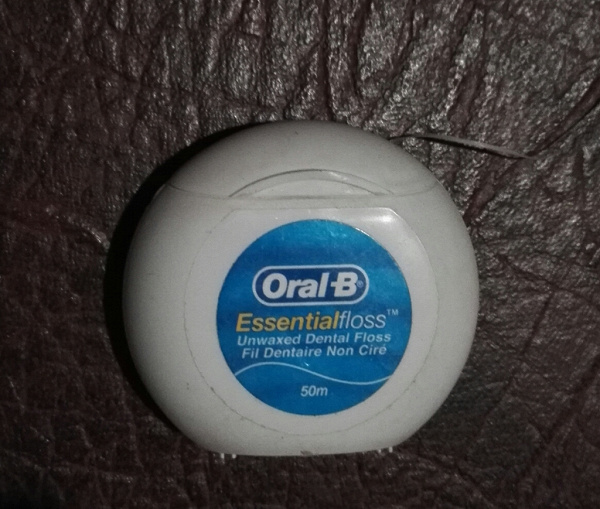 Oral-B®
Essentialfloss™
Unwaxed Dental Floss
Fil Dentaire Non Ciré
50m